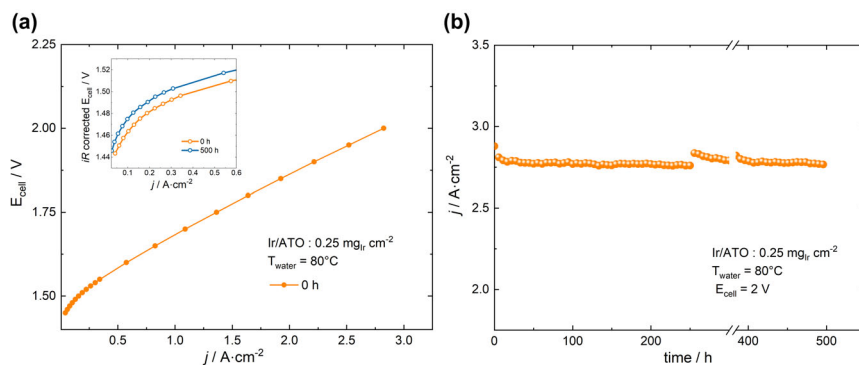 (a)
2.25
2.00
1.75
1.50
E_cell / V
0.5 1.0 1.5 2.0 2.5 3.0
j / A·cm⁻²
1.52
1.50
1.48
1.46
1.44
iR corrected E_cell / V
0.1 0.2 0.3 0.4 0.5 0.6
j / A·cm⁻²
0 h
500 h
Ir/ATO : 0.25 mg_Ir cm⁻²
T_water = 80°C
0 h
(b)
3.5
3.0
2.5
2.0
j / A·cm⁻²
0 100 200 400 500
time / h
Ir/ATO : 0.25 mg_Ir cm⁻²
T_water = 80°C
E_cell = 2 V